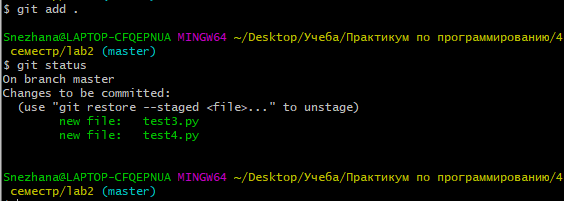 $ git add .
Snezhana@LAPTOP-CFQEPNUA MINGW64 ~/Desktop/Учеба/Практикум по программированию/4
семестр/lab2 (master)
$ git status
On branch master
Changes to be committed:
(use "git restore --staged <file>..." to unstage)
new file:   test3.py
new file:   test4.py
Snezhana@LAPTOP-CFQEPNUA MINGW64 ~/Desktop/Учеба/Практикум по программированию/4
семестр/lab2 (master)